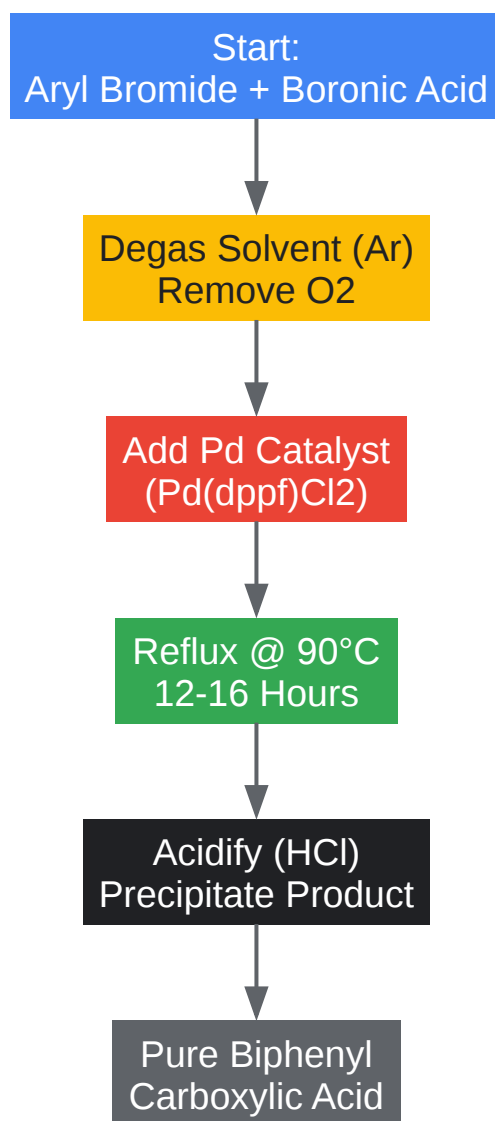 Start:
Aryl Bromide + Boronic Acid
Degas Solvent (Ar)
Remove O2
Add Pd Catalyst
(Pd(dppf)Cl2)
Reflux @ 90°C
12-16 Hours
Acidify (HCl)
Precipitate Product
Pure Biphenyl
Carboxylic Acid